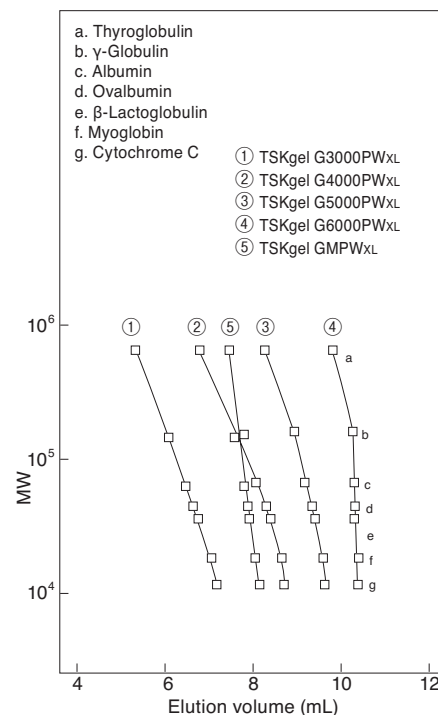 a. Thyroglobulin
b. γ-Globulin
c. Albumin
d. Ovalbumin
e. β-Lactoglobulin
f. Myoglobin
g. Cytochrome C
① TSKgel G3000PWXL
② TSKgel G4000PWXL
③ TSKgel G5000PWXL
④ TSKgel G6000PWXL
⑤ TSKgel GMPWXL
① ② ⑤ ③ ④
10⁶
a
b
10⁵
c
d
e
f
10⁴
g
MW
4 6 8 10 12
Elution volume (mL)